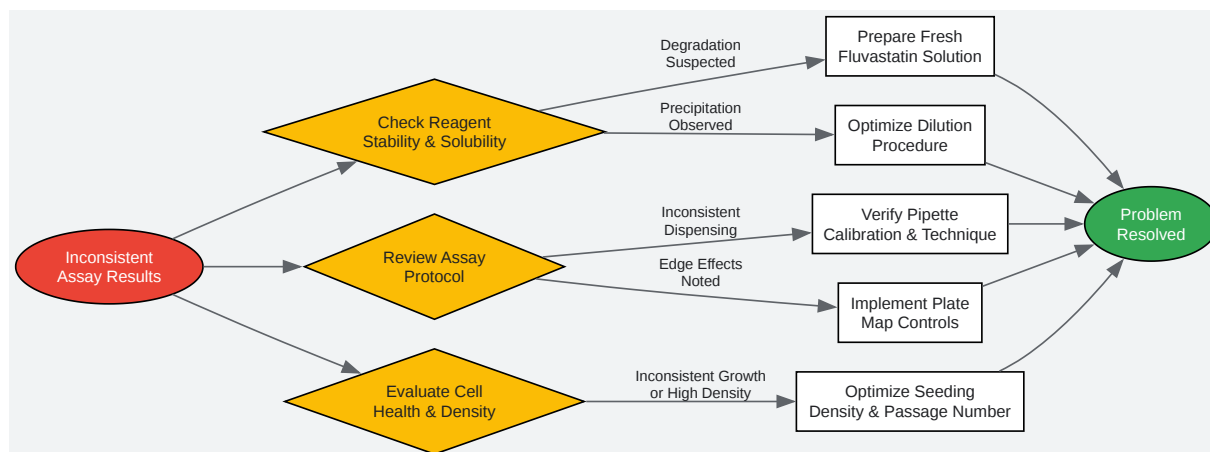 Inconsistent
Assay Results
Check Reagent
Stability & Solubility
Review Assay
Protocol
Evaluate Cell
Health & Density
Degradation
Suspected
Precipitation
Observed
Inconsistent
Dispensing
Edge Effects
Noted
Inconsistent Growth
or High Density
Prepare Fresh
Fluvastatin Solution
Optimize Dilution
Procedure
Verify Pipette
Calibration & Technique
Implement Plate
Map Controls
Optimize Seeding
Density & Passage Number
Problem
Resolved